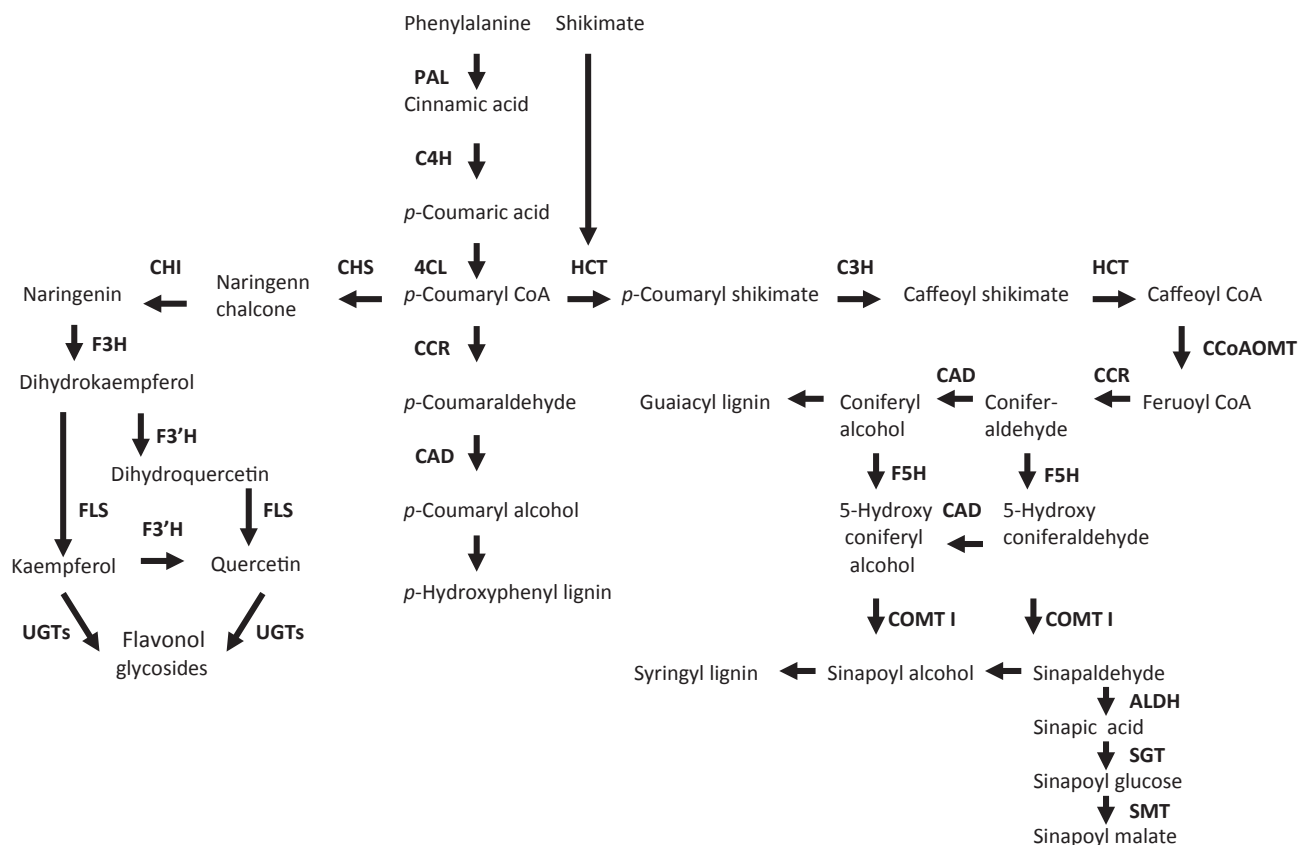 Phenylalanine Shikimate
PAL
Cinnamic acid
C4H
p-Coumaric acid
CHI CHS 4CL HCT C3H HCT
Naringenin
Naringenn
chalcone
p-Coumaryl CoA
p-Coumaryl shikimate
Caffeoyl shikimate
Caffeoyl CoA
F3H CCR CCoAOMT
Dihydrokaempferol
CAD CCR
p-Coumaraldehyde
Guaiacyl lignin
Coniferyl
alcohol
Conifer-
aldehyde
Feruoyl CoA
F3’H
Dihydroquercetin
CAD
F5H F5H
FLS F3’H FLS
p-Coumaryl alcohol
5-Hydroxy
coniferyl
alcohol
CAD
5-Hydroxy
coniferaldehyde
Kaempferol
Quercetin
p-Hydroxyphenyl lignin
UGTs UGTs
Flavonol
glycosides
COMT I COMT I
Syringyl lignin
Sinapoyl alcohol
Sinapaldehyde
ALDH
Sinapic acid
SGT
Sinapoyl glucose
SMT
Sinapoyl malate